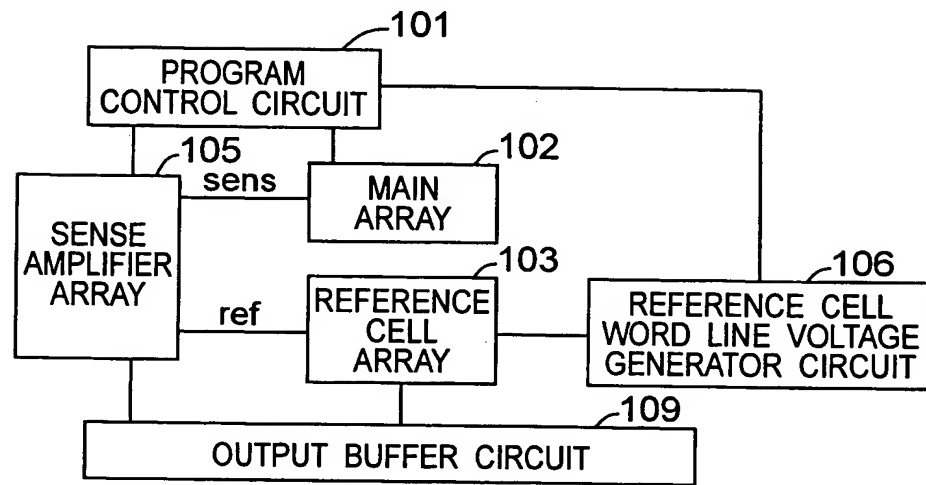 101
PROGRAM
CONTROL CIRCUIT
105
102
sens
MAIN
ARRAY
SENSE
AMPLIFIER
ARRAY
103
106
ref
REFERENCE
CELL
ARRAY
REFERENCE CELL
WORD LINE VOLTAGE
GENERATOR CIRCUIT
109
OUTPUT BUFFER CIRCUIT